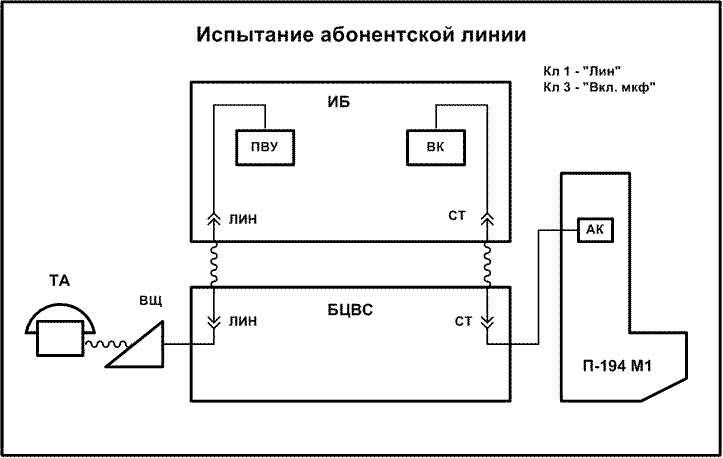 Испытание абонентской линии
Кл 1 - "Лин"
Кл 3 - "Вкл. мкф"
ИБ
ПВУ
ВК
ЛИН
СТ
АК
ТА
ВЩ
БЦВС
ЛИН
СТ
П-194 М1